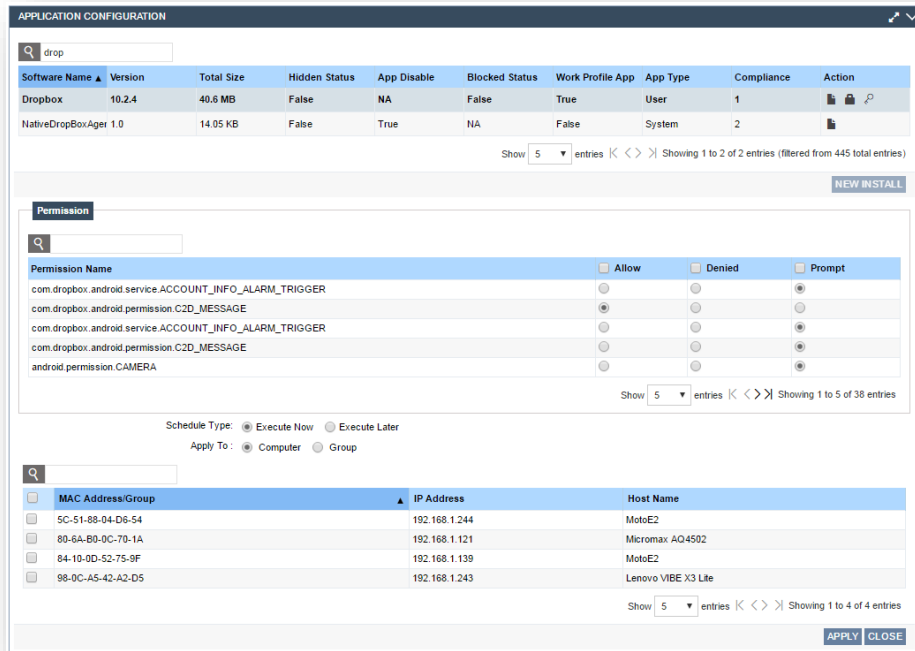 APPLICATION CONFIGURATION
drop
Software Name Version Total Size Hidden Status App Disable Blocked Status Work Profile App App Type Compliance Action
Dropbox 10.2.4 40.6 MB False NA False True User 1
NativeDropBoxAger 1.0 14.05 KB False True NA False System 2
Show 5 entries Showing 1 to 2 of 2 entries (filtered from 445 total entries)
NEW INSTALL
Permission
Permission Name Allow Denied Prompt
com.dropbox.android.service.ACCOUNT_INFO_ALARM_TRIGGER
com.dropbox.android.permission.C2D_MESSAGE
com.dropbox.android.service.ACCOUNT_INFO_ALARM_TRIGGER
com.dropbox.android.permission.C2D_MESSAGE
android.permission.CAMERA
Show 5 entries Showing 1 to 5 of 38 entries
Schedule Type: Execute Now Execute Later
Apply To : Computer Group
MAC Address/Group IP Address Host Name
5C-51-88-04-D6-54 192.168.1.244 MotoE2
80-6A-B0-0C-70-1A 192.168.1.121 Micromax AQ4502
84-10-0D-52-75-9F 192.168.1.139 MotoE2
98-0C-A5-42-A2-D5 192.168.1.243 Lenovo VIBE X3 Lite
Show 5 entries Showing 1 to 4 of 4 entries
APPLY CLOSE